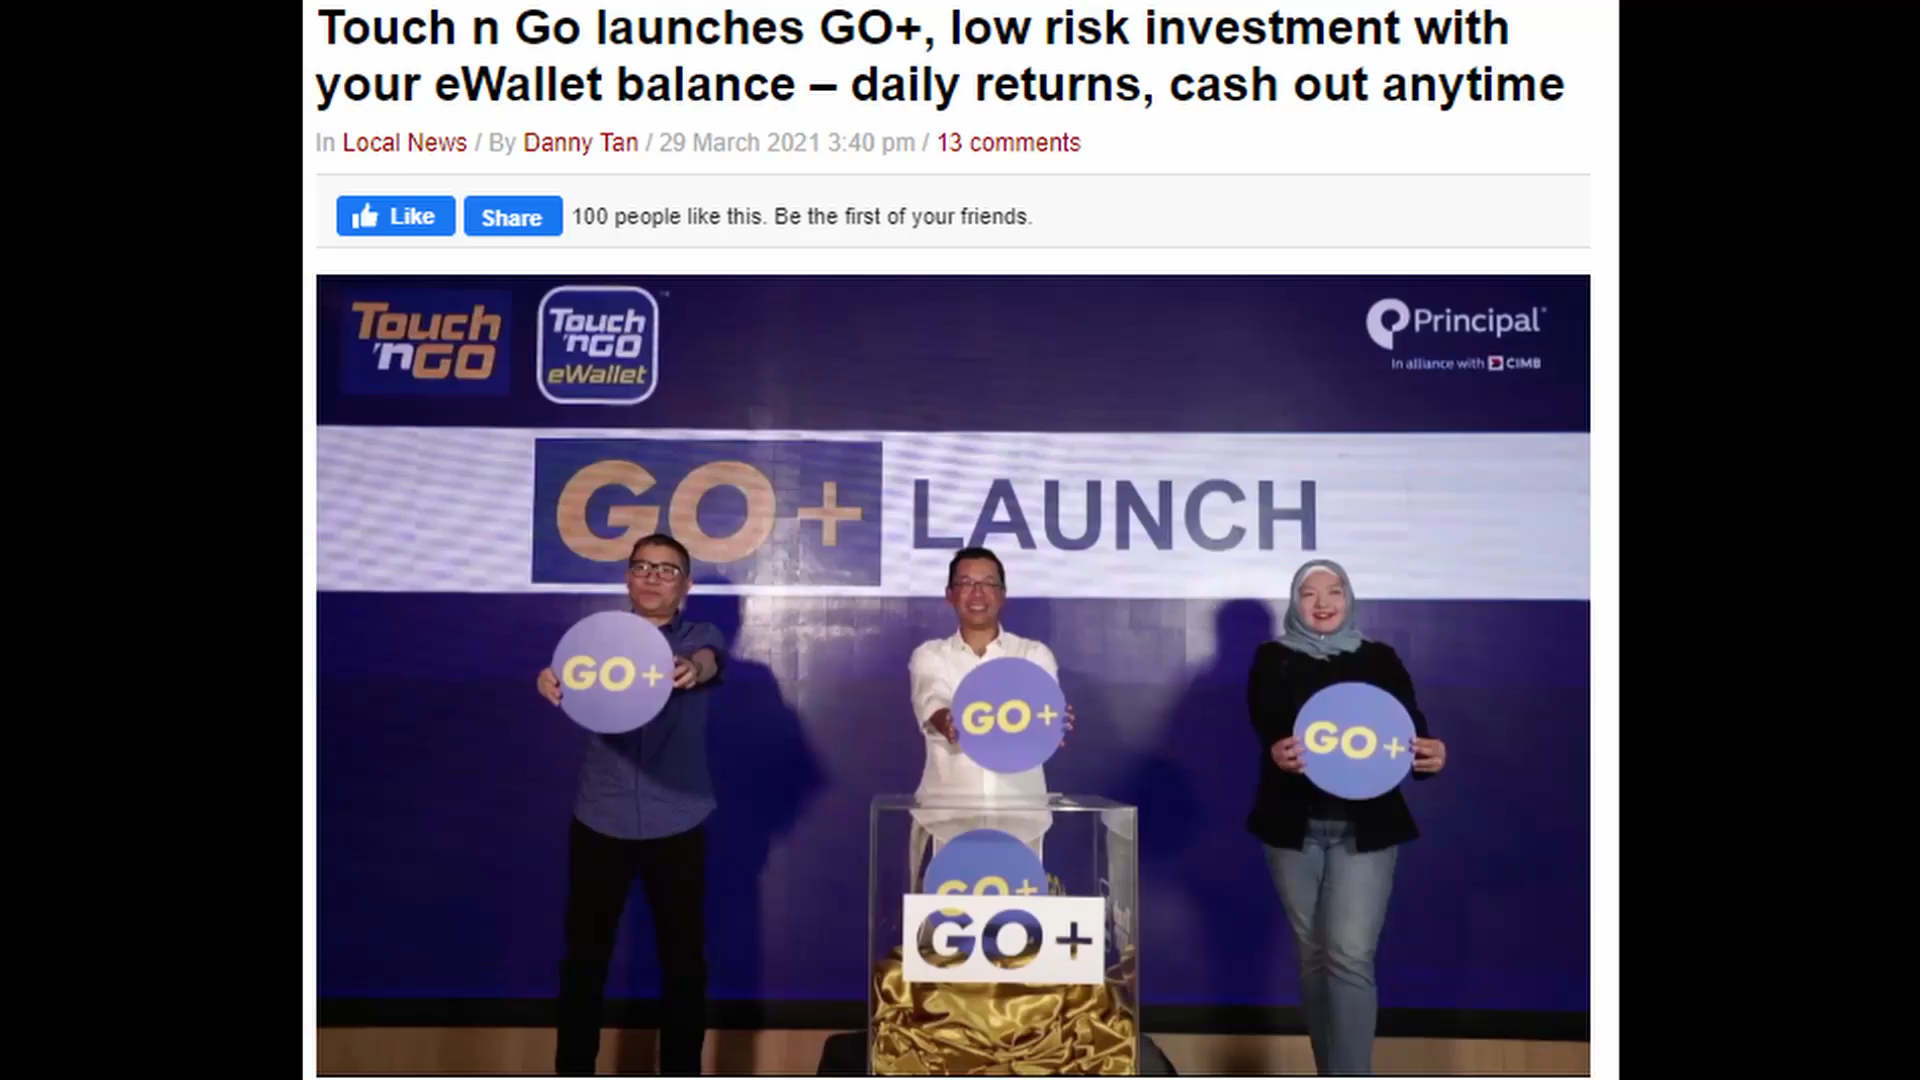 Touch n Go launches GO+, low risk investment with
your eWallet balance – daily returns, cash out anytime
In Local News / By Danny Tan / 29 March 2021 3:40 pm / 13 comments
Like Share 100 people like this. Be the first of your friends.
Touch
'nGO
Touch
'nGO
eWallet
Principal
In alliance with CIMB
GO+ LAUNCH
GO+
GO+
GO+
GO+
GO+